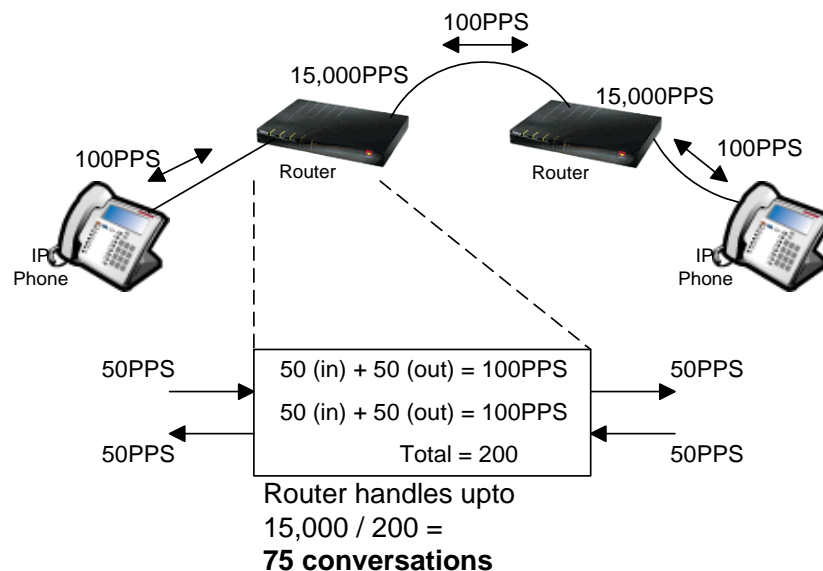 100PPS
15,000PPS
15,000PPS
100PPS
100PPS
Router
Router
IP
Phone
IP
Phone
50PPS
50 (in) + 50 (out) = 100PPS
50PPS
50 (in) + 50 (out) = 100PPS
50PPS
Total = 200
50PPS
Router handles upto
15,000 / 200 =
75 conversations